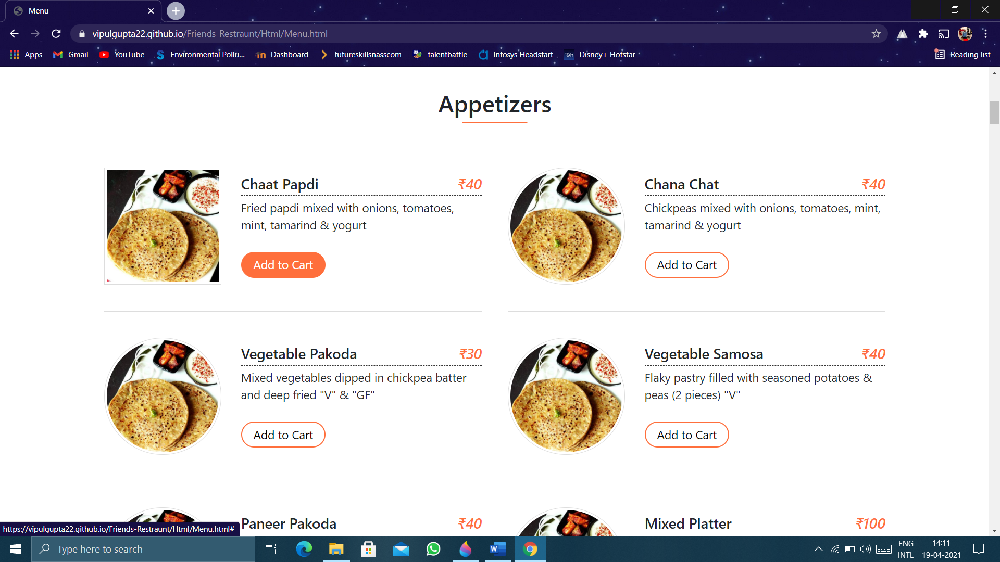 Menu
vipulgupta22.github.io/Friends-Restraunt/Html/Menu.html
Apps Gmail YouTube Environmental Pollu... Dashboard futureskillsnasscom talentbattle Infosys Headstart Disney+ Hotstar Reading list
Appetizers
Chaat Papdi ₹40
Fried papdi mixed with onions, tomatoes,
mint, tamarind & yogurt
Add to Cart
Chana Chat ₹40
Chickpeas mixed with onions, tomatoes, mint,
tamarind & yogurt
Add to Cart
Vegetable Pakoda ₹30
Mixed vegetables dipped in chickpea batter
and deep fried "V" & "GF"
Add to Cart
Vegetable Samosa ₹40
Flaky pastry filled with seasoned potatoes &
peas (2 pieces) "V"
Add to Cart
Paneer Pakoda ₹40
Mixed Platter ₹100
https://vipulgupta22.github.io/Friends-Restraunt/Html/Menu.html#
Type here to search
ENG
INTL
14:11
19-04-2021